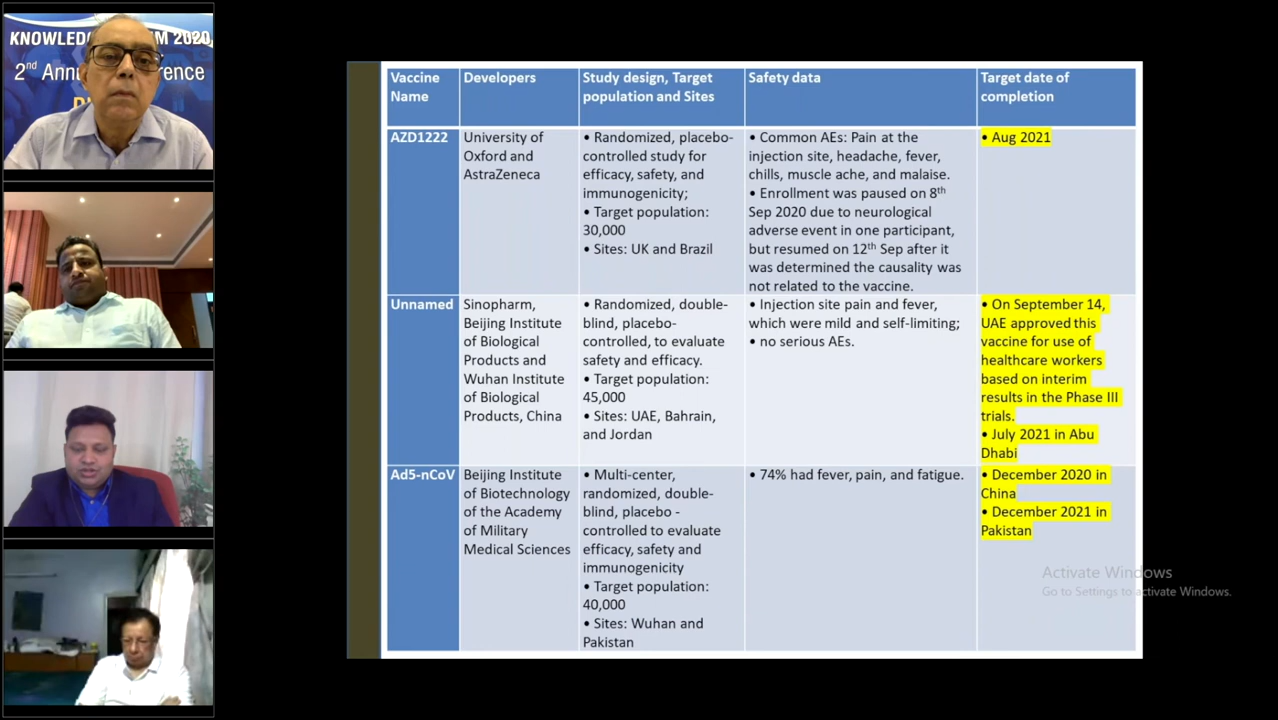 KNOWLED M 2020
2nd Annu rence
Vaccine Name
Developers
Study design, Target
population and Sites
Safety data
Target date of
completion
AZD1222
University of
Oxford and
AstraZeneca
• Randomized, placebo-
controlled study for
efficacy, safety, and
immunogenicity;
• Target population:
30,000
• Sites: UK and Brazil
• Common AEs: Pain at the
injection site, headache, fever,
chills, muscle ache, and malaise.
• Enrollment was paused on 8th
Sep 2020 due to neurological
adverse event in one participant,
but resumed on 12th Sep after it
was determined the causality was
not related to the vaccine.
• Aug 2021
Unnamed
Sinopharm,
Beijing Institute
of Biological
Products and
Wuhan Institute
of Biological
Products, China
• Randomized, double-
blind, placebo-
controlled, to evaluate
safety and efficacy.
• Target population:
45,000
• Sites: UAE, Bahrain,
and Jordan
• Injection site pain and fever,
which were mild and self-limiting;
• no serious AEs.
• On September 14,
UAE approved this
vaccine for use of
healthcare workers
based on interim
results in the Phase III
trials.
• July 2021 in Abu
Dhabi
Ad5-nCoV
Beijing Institute
of Biotechnology
of the Academy
of Military
Medical Sciences
• Multi-center,
randomized, double-
blind, placebo -
controlled to evaluate
efficacy, safety and
immunogenicity
• Target population:
40,000
• Sites: Wuhan and
Pakistan
• 74% had fever, pain, and fatigue.
• December 2020 in
China
• December 2021 in
Pakistan
Activate Windows
Go to Settings to activate Windows.